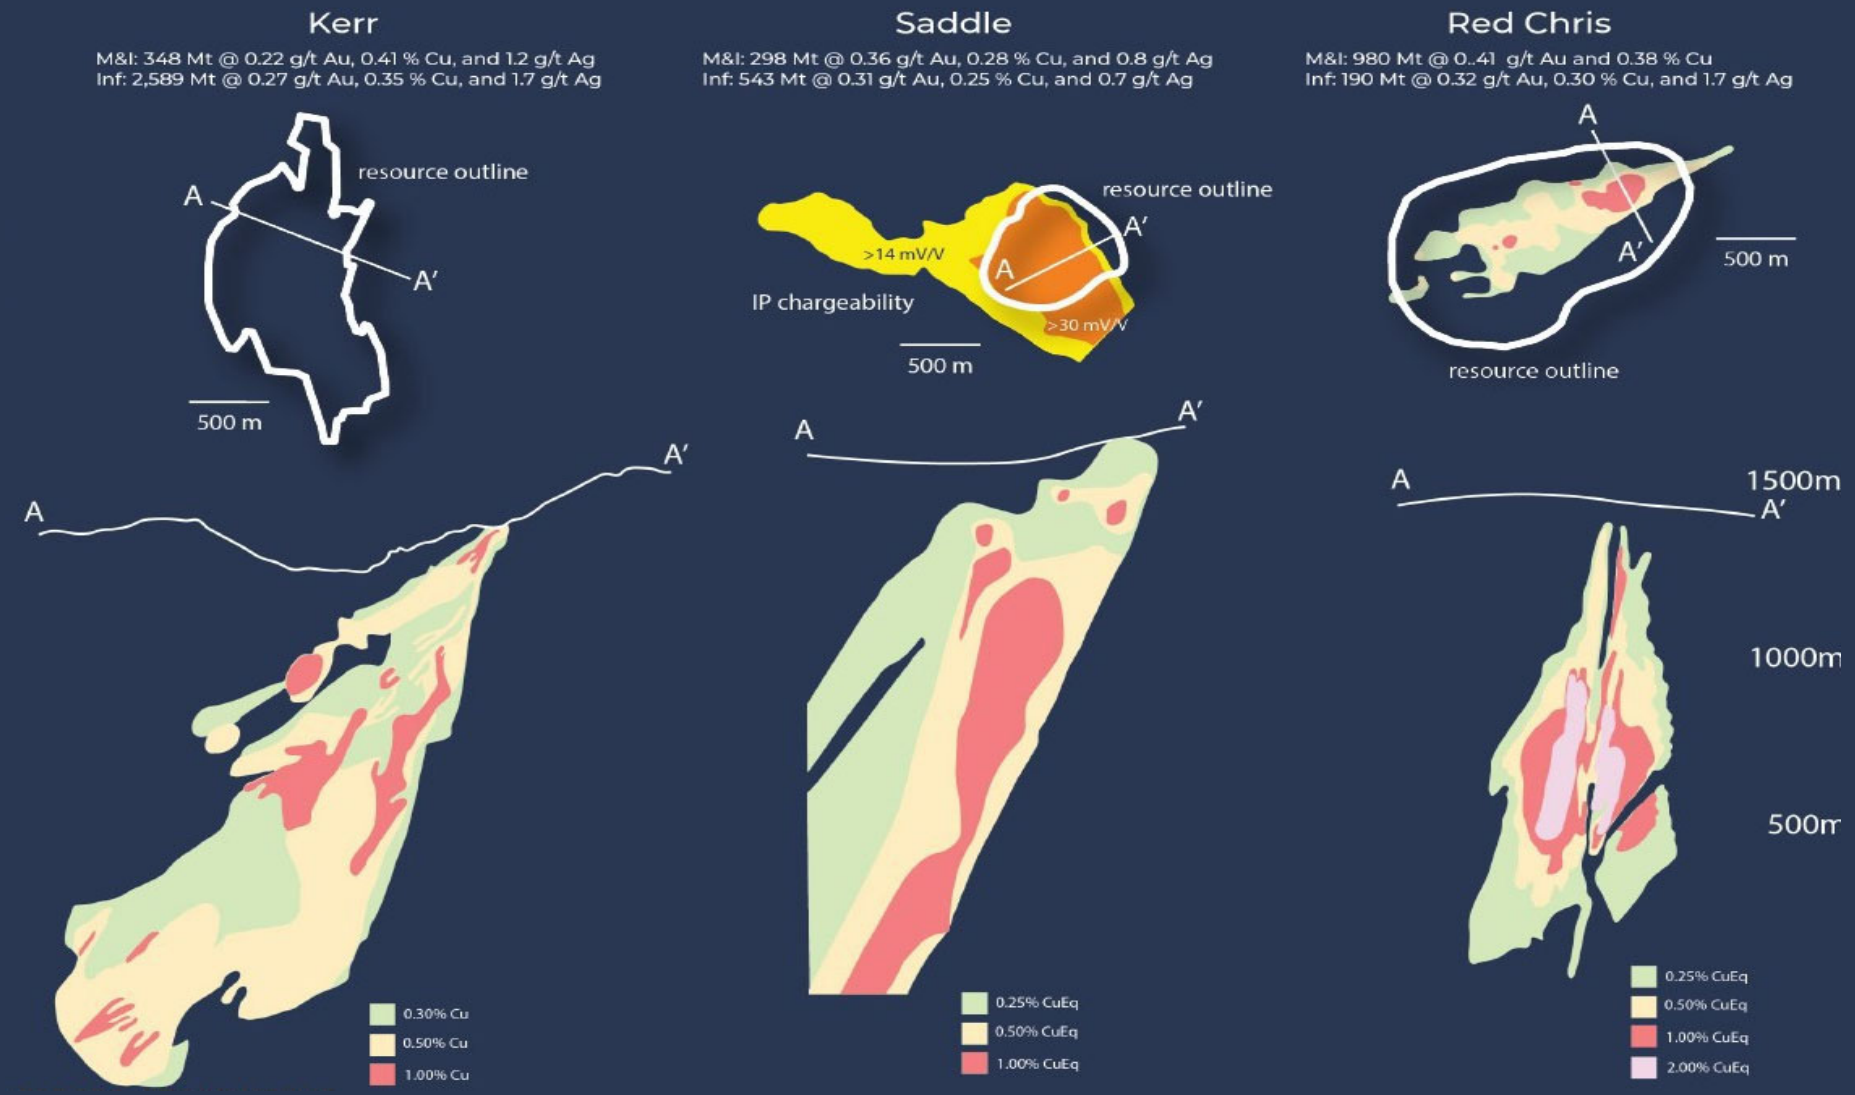 Kerr
M&I: 348 Mt @ 0.22 g/t Au, 0.41 % Cu, and 1.2 g/t Ag
Inf: 2,589 Mt @ 0.27 g/t Au, 0.35 % Cu, and 1.7 g/t Ag
resource outline
A
A'
500 m
A
A'
0.30% Cu
0.50% Cu
1.00% Cu
Saddle
M&I: 298 Mt @ 0.36 g/t Au, 0.28 % Cu, and 0.8 g/t Ag
Inf: 543 Mt @ 0.31 g/t Au, 0.25 % Cu, and 0.7 g/t Ag
resource outline
A'
>14 mV/V
A
IP chargeability
>30 mV/V
500 m
A
A'
0.25% CuEq
0.50% CuEq
1.00% CuEq
Red Chris
M&I: 980 Mt @ 0..41 g/t Au and 0.38 % Cu
Inf: 190 Mt @ 0.32 g/t Au, 0.30 % Cu, and 1.7 g/t Ag
A
A'
500 m
resource outline
A
1500m
A'
1000m
500m
0.25% CuEq
0.50% CuEq
1.00% CuEq
2.00% CuEq